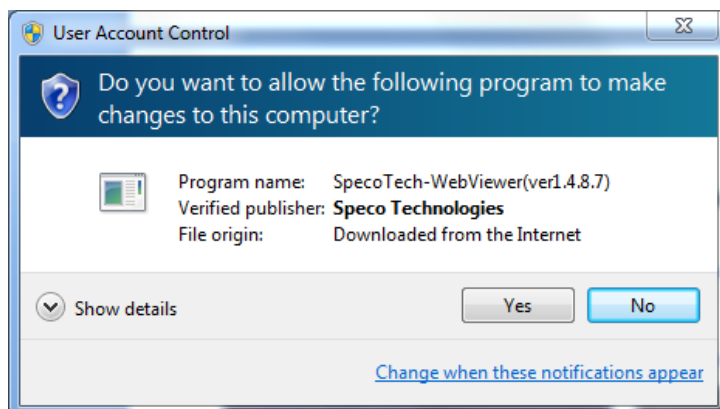 User Account Control
Do you want to allow the following program to make
changes to this computer?
Program name: SpecoTech-WebViewer(ver1.4.8.7)
Verified publisher: Speco Technologies
File origin: Downloaded from the Internet
Show details Yes No
Change when these notifications appear